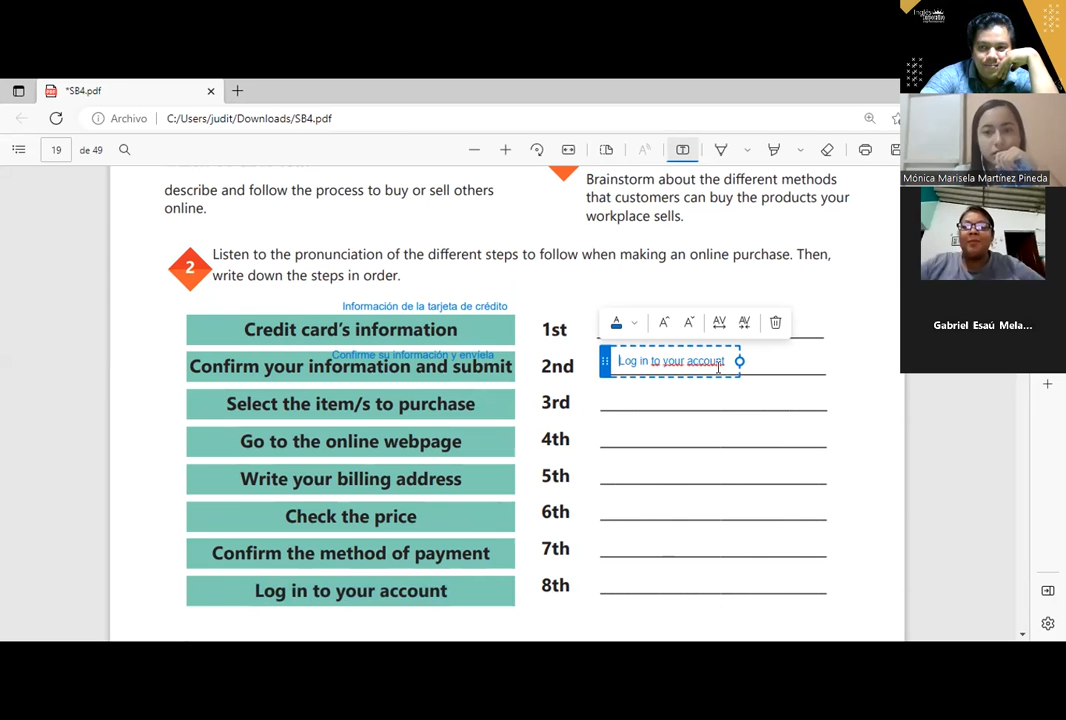 Inglés
Corporativo
*SB4.pdf
Archivo
C:/Users/judit/Downloads/SB4.pdf
19
de 49
Mónica Marisela Martínez Pineda
describe and follow the process to buy or sell others
online.
Brainstorm about the different methods
that customers can buy the products your
workplace sells.
2
Listen to the pronunciation of the different steps to follow when making an online purchase. Then,
write down the steps in order.
Información de la tarjeta de crédito
Credit card's information
1st
Confirme su información y envíela
Confirm your information and submit
2nd
Log in to your account
Select the item/s to purchase
3rd
Go to the online webpage
4th
Write your billing address
5th
Check the price
6th
Confirm the method of payment
7th
Log in to your account
8th
Gabriel Esaú Mela...